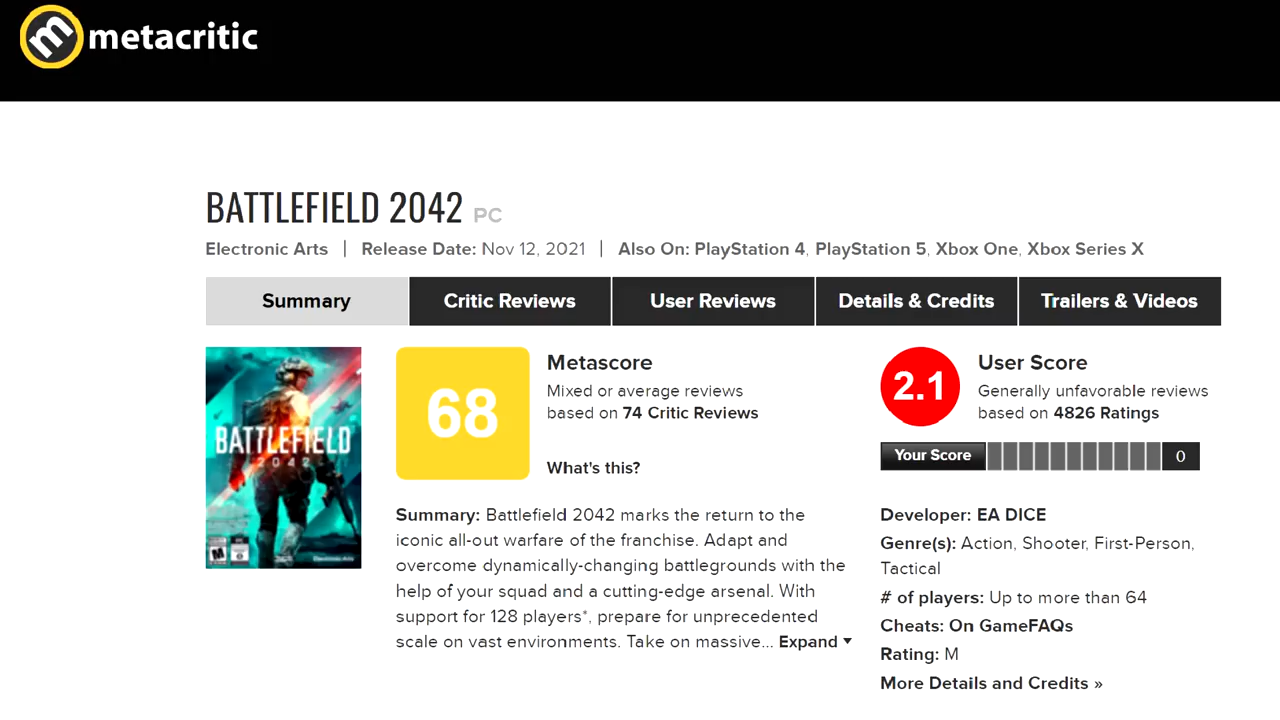 metacritic
BATTLEFIELD 2042 PC
Electronic Arts | Release Date: Nov 12, 2021 | Also On: PlayStation 4, PlayStation 5, Xbox One, Xbox Series X
Summary
Critic Reviews
User Reviews
Details & Credits
Trailers & Videos
BATTLEFIELD
2042
M
Electronic Arts
68
Metascore
Mixed or average reviews
based on 74 Critic Reviews
What's this?
2.1
User Score
Generally unfavorable reviews
based on 4826 Ratings
Your Score
0
Summary: Battlefield 2042 marks the return to the
iconic all-out warfare of the franchise. Adapt and
overcome dynamically-changing battlegrounds with the
help of your squad and a cutting-edge arsenal. With
support for 128 players*, prepare for unprecedented
scale on vast environments. Take on massive... Expand
Developer: EA DICE
Genre(s): Action, Shooter, First-Person,
Tactical
# of players: Up to more than 64
Cheats: On GameFAQs
Rating: M
More Details and Credits »